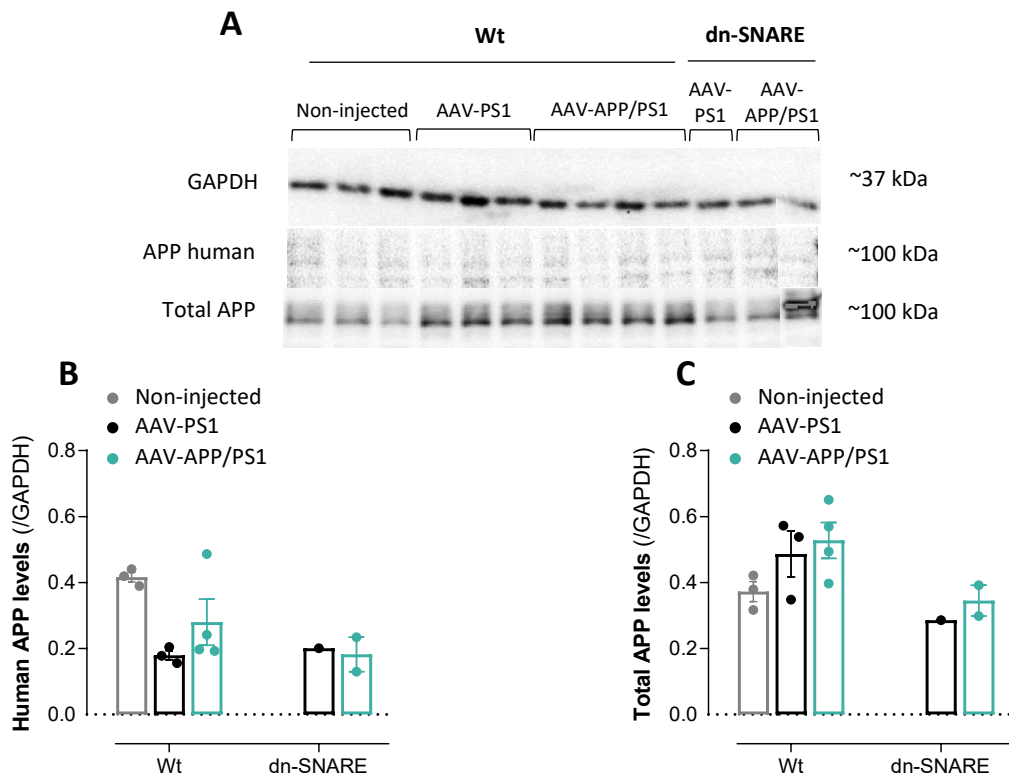 A
Wt
dn-SNARE
Non-injected
AAV-PS1
AAV-APP/PS1
AAV-
PS1
AAV-
APP/PS1
GAPDH
~37 kDa
APP human
~100 kDa
Total APP
~100 kDa
B
Non-injected
AAV-PS1
AAV-APP/PS1
Human APP levels (/GAPDH)
0.8
0.6
0.4
0.2
0.0
Wt
dn-SNARE
C
Non-injected
AAV-PS1
AAV-APP/PS1
Total APP levels (/GAPDH)
0.8
0.6
0.4
0.2
0.0
Wt
dn-SNARE